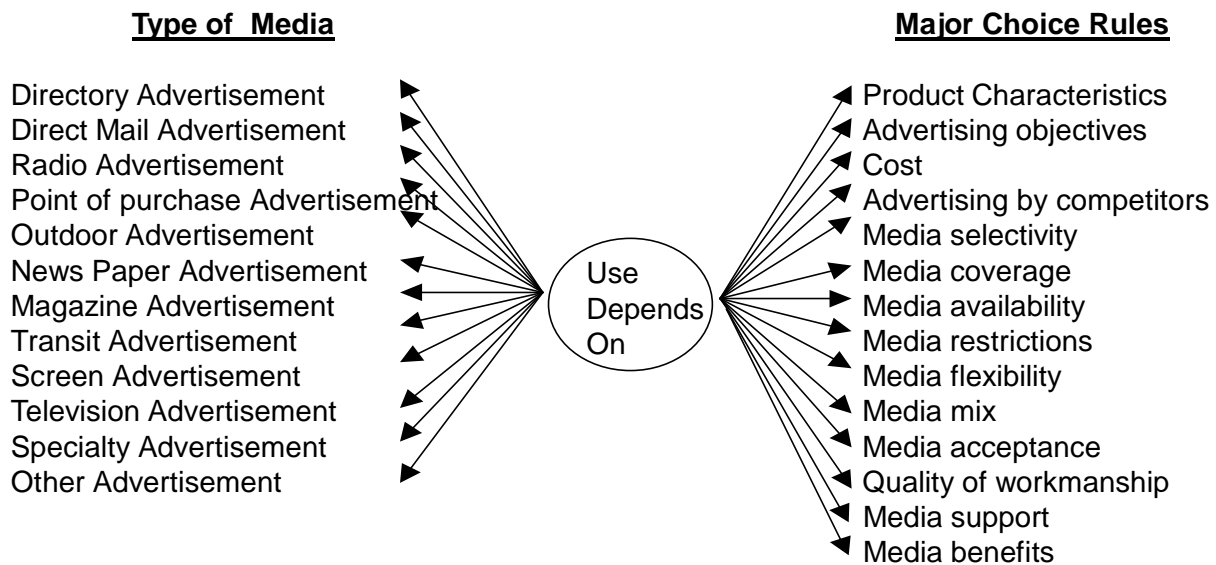 Type of Media
Directory Advertisement
Direct Mail Advertisement
Radio Advertisement
Point of purchase Advertisement
Outdoor Advertisement
News Paper Advertisement
Magazine Advertisement
Transit Advertisement
Screen Advertisement
Television Advertisement
Specialty Advertisement
Other Advertisement
Use
Depends
On
Major Choice Rules
Product Characteristics
Advertising objectives
Cost
Advertising by competitors
Media selectivity
Media coverage
Media availability
Media restrictions
Media flexibility
Media mix
Media acceptance
Quality of workmanship
Media support
Media benefits